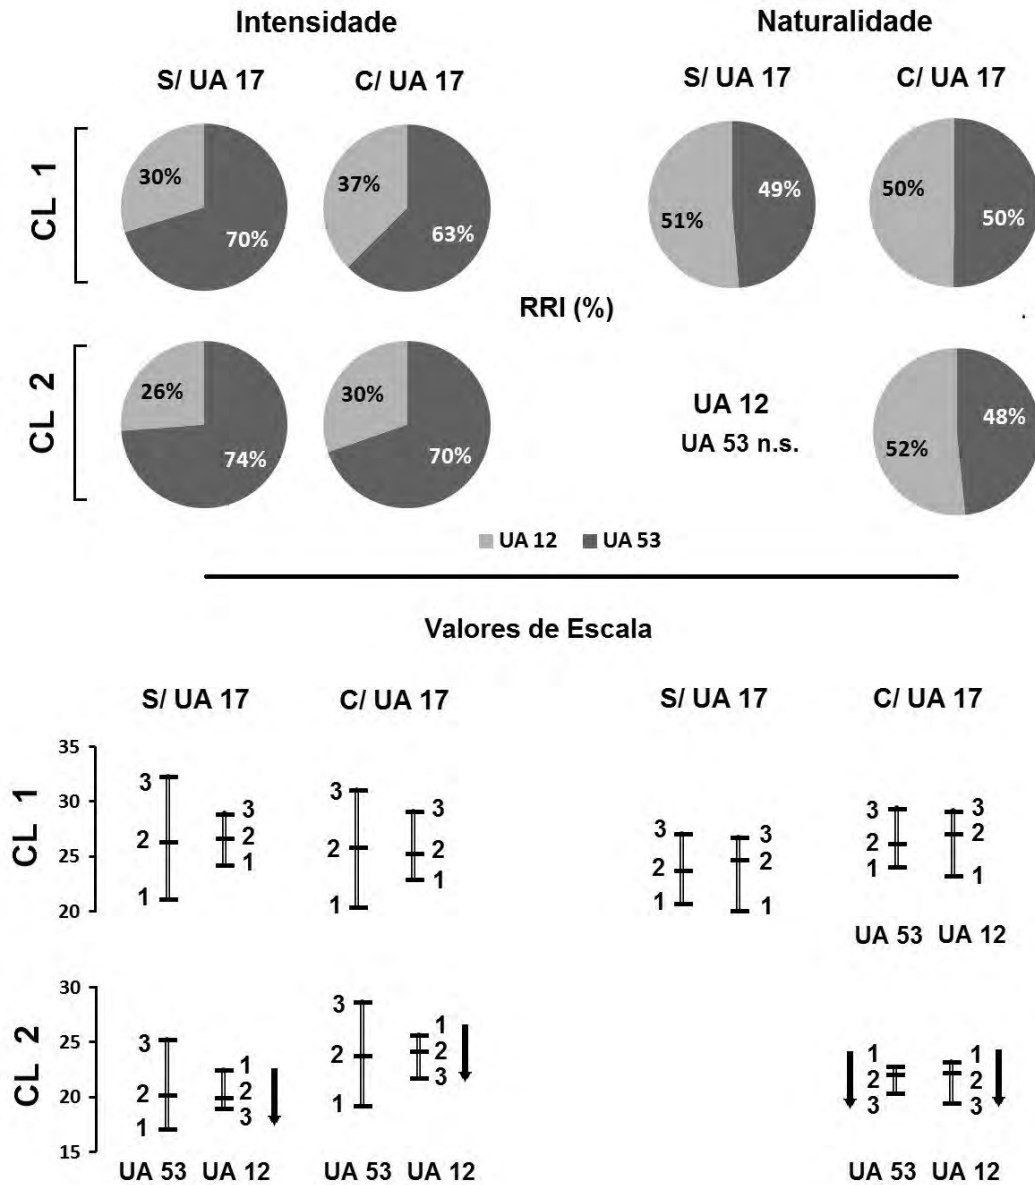 Intensidade Naturalidade
S/ UA 17 C/ UA 17 S/ UA 17 C/ UA 17
CL 1
30% 70% 37% 63% 51% 49% 50% 50%
RRI (%)
CL 2
26% 74% 30% 70%
UA 12
UA 53 n.s.
52% 48%
UA 12 UA 53
Valores de Escala
S/ UA 17 C/ UA 17 S/ UA 17 C/ UA 17
CL 1
35
30
25
20
3 3 3 3 3 3 3 3
2 2 2 2 2 2 2 2
1 1 1 1 1 1 1 1
UA 53 UA 12
CL 2
30
25
20
15
3 1 3 1 1 1
2 2 2 2 2 2
1 3 1 3 3 3
UA 53 UA 12 UA 53 UA 12 UA 53 UA 12